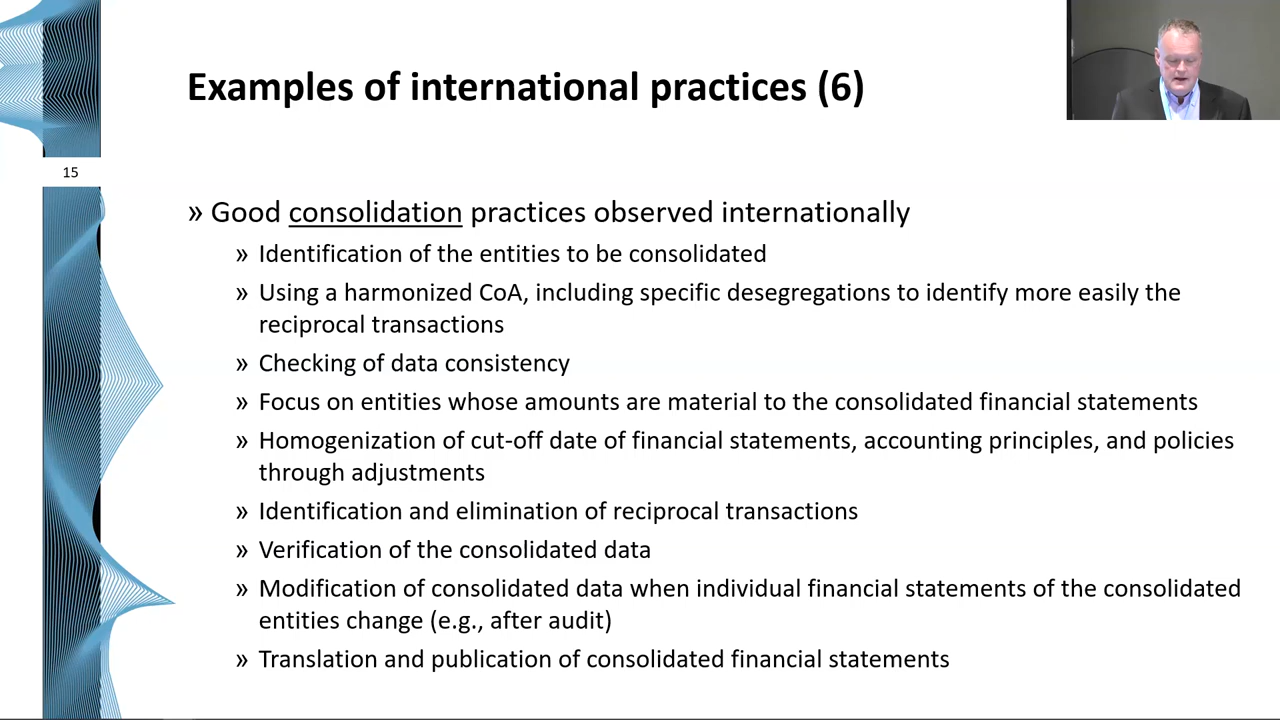 Examples of international practices (6)
15
» Good consolidation practices observed internationally
» Identification of the entities to be consolidated
» Using a harmonized CoA, including specific desegregations to identify more easily the
reciprocal transactions
» Checking of data consistency
» Focus on entities whose amounts are material to the consolidated financial statements
» Homogenization of cut-off date of financial statements, accounting principles, and policies
through adjustments
» Identification and elimination of reciprocal transactions
» Verification of the consolidated data
» Modification of consolidated data when individual financial statements of the consolidated
entities change (e.g., after audit)
» Translation and publication of consolidated financial statements